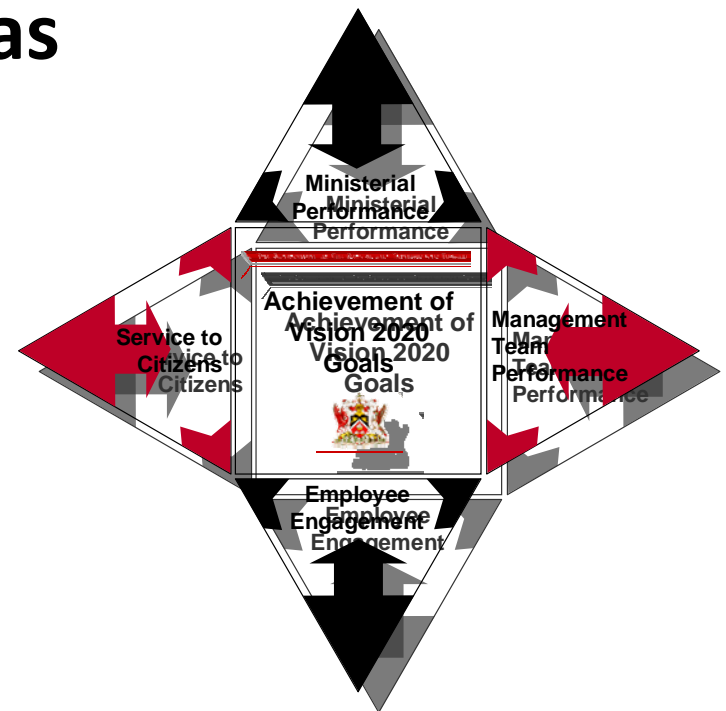 as
Ministerial
Performance
Achievement of
Vision 2020
Goals
Service to
Citizens
Management
Team
Performance
Employee
Engagement